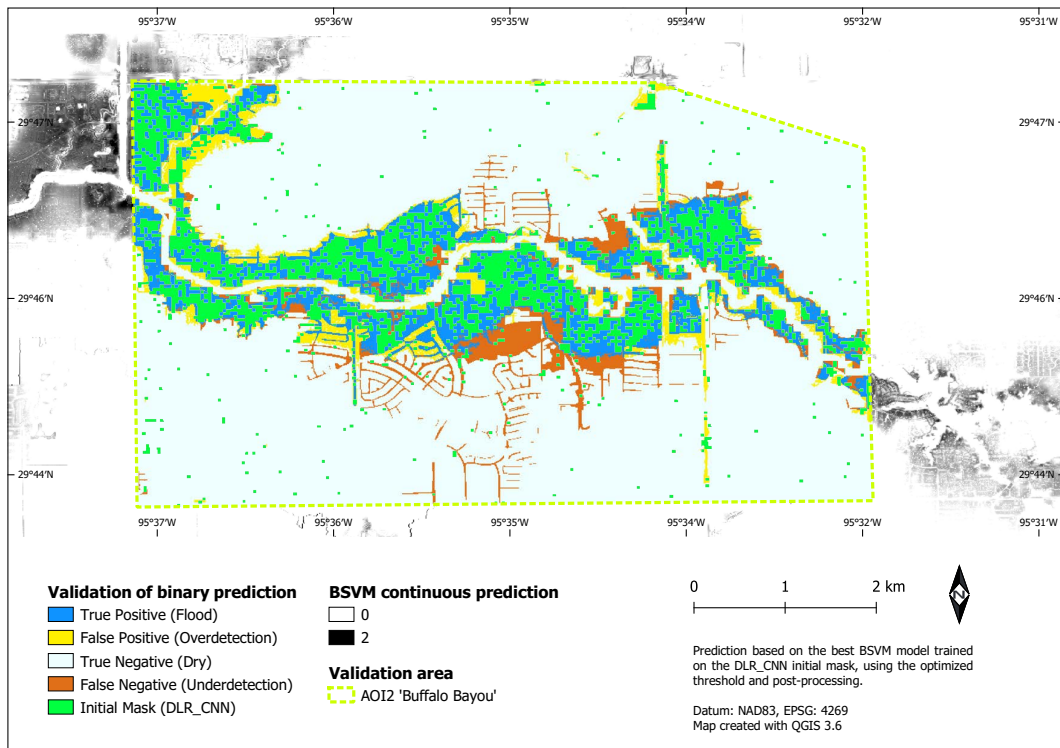 95°37'W 95°36'W 95°35'W 95°34'W 95°32'W 95°31'W
29°47'N 29°47'N
29°46'N 29°46'N
29°44'N 29°44'N
95°37'W 95°36'W 95°35'W 95°34'W 95°32'W 95°31'W
Validation of binary prediction
True Positive (Flood)
False Positive (Overdetection)
True Negative (Dry)
False Negative (Underdetection)
Initial Mask (DLR_CNN)
BSVM continuous prediction
0
2
Validation area
AOI2 'Buffalo Bayou'
0 1 2 km
N
Prediction based on the best BSVM model trained
on the DLR_CNN initial mask, using the optimized
threshold and post-processing.
Datum: NAD83, EPSG: 4269
Map created with QGIS 3.6